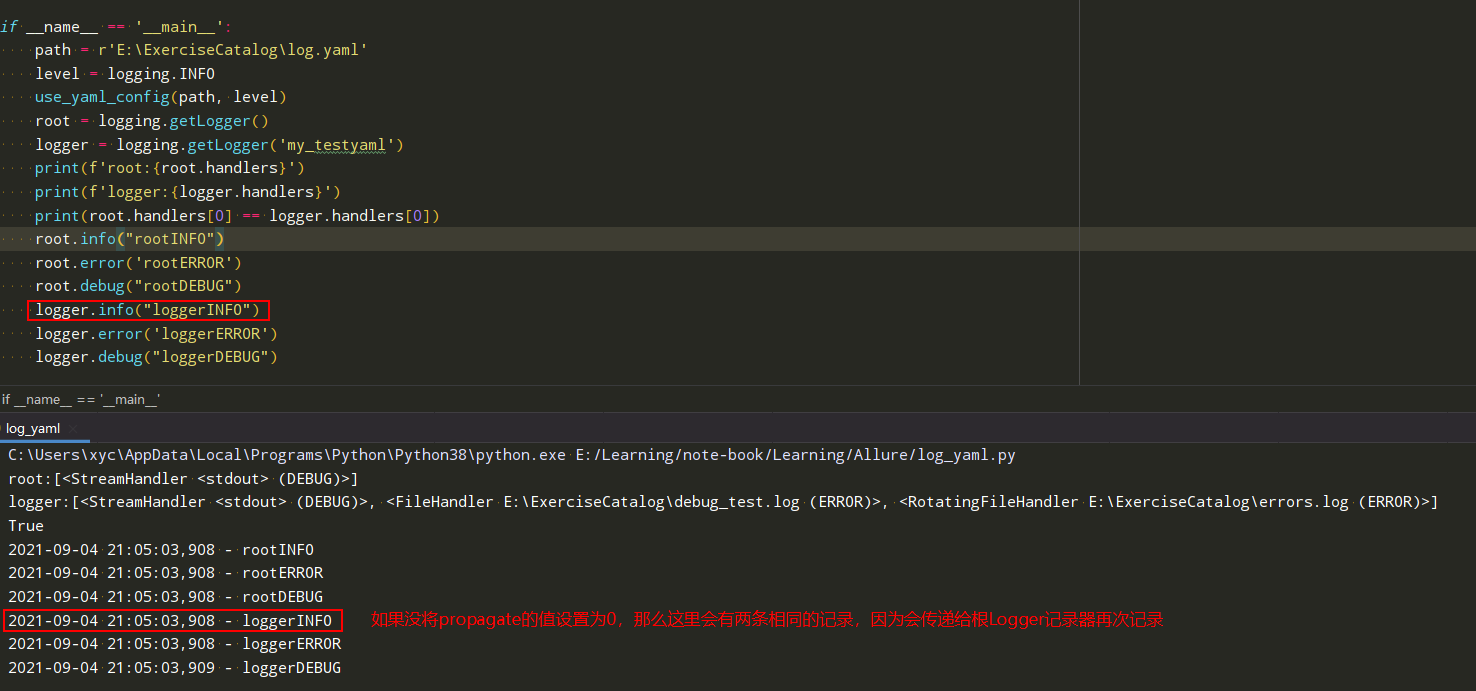 if __name__ == '__main__':
path = r'E:\ExerciseCatalog\log.yaml'
level = logging.INFO
use_yaml_config(path, level)
root = logging.getLogger()
logger = logging.getLogger('my_testyaml')
print(f'root:{root.handlers}')
print(f'logger:{logger.handlers}')
print(root.handlers[0] == logger.handlers[0])
root.info("rootINFO")
root.error('rootERROR')
root.debug("rootDEBUG")
logger.info("loggerINFO")
logger.error('loggerERROR')
logger.debug("loggerDEBUG")
if __name__ == '__main__'
log_yaml
C:\Users\xyc\AppData\Local\Programs\Python\Python38\python.exe E:/Learning/note-book/Learning/Allure/log_yaml.py
root:[<StreamHandler <stdout> (DEBUG)>]
logger:[<StreamHandler <stdout> (DEBUG)>, <FileHandler E:\ExerciseCatalog\debug_test.log (ERROR)>, <RotatingFileHandler E:\ExerciseCatalog\errors.log (ERROR)>]
True
2021-09-04 21:05:03,908 - rootINFO
2021-09-04 21:05:03,908 - rootERROR
2021-09-04 21:05:03,908 - rootDEBUG
2021-09-04 21:05:03,908 - loggerINFO 如果没将propagate的值设置为0，那么这里会有两条相同的记录，因为会传递给根Logger记录器再次记录
2021-09-04 21:05:03,908 - loggerERROR
2021-09-04 21:05:03,909 - loggerDEBUG